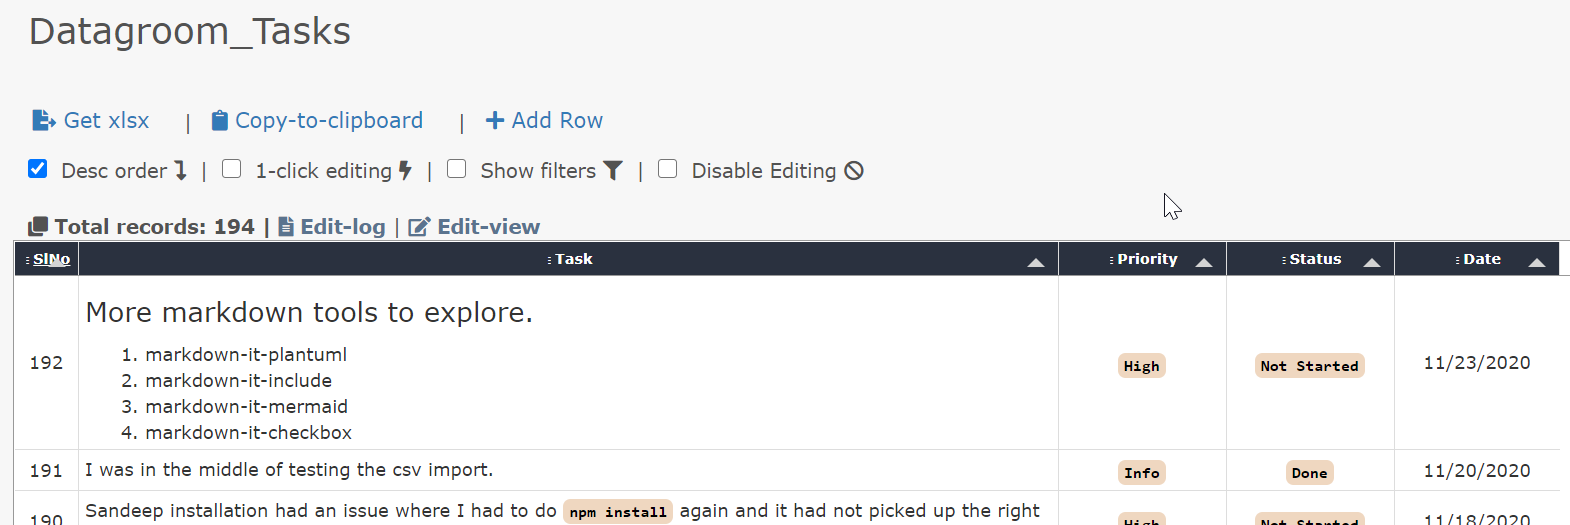 Datagroom_Tasks
Get xlsx | Copy-to-clipboard | Add Row
Desc order | 1-click editing | Show filters | Disable Editing
Total records: 194 | Edit-log | Edit-view
SlNo Task Priority Status Date
More markdown tools to explore.
1. markdown-it-plantuml
2. markdown-it-include
192 High Not Started 11/23/2020
3. markdown-it-mermaid
4. markdown-it-checkbox
191 I was in the middle of testing the csv import. Info Done 11/20/2020
Sandeep installation had an issue where I had to do npm install again and it had not picked up the right
190 High Not Started 11/18/2020